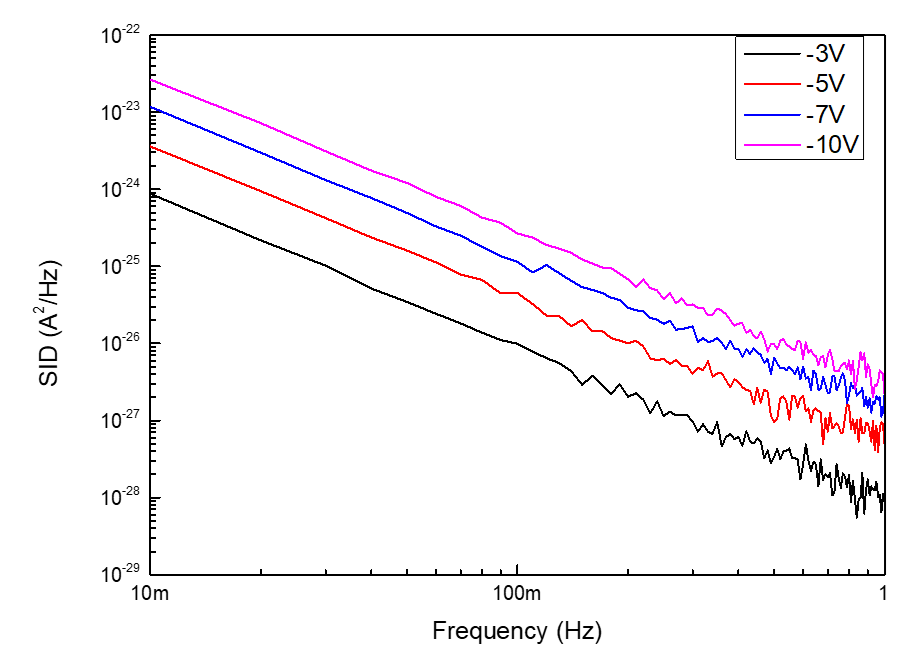 10⁻²²
10⁻²³
10⁻²⁴
10⁻²⁵
10⁻²⁶
10⁻²⁷
10⁻²⁸
10⁻²⁹
SID (A²/Hz)
-3V
-5V
-7V
-10V
10m
100m
1
Frequency (Hz)